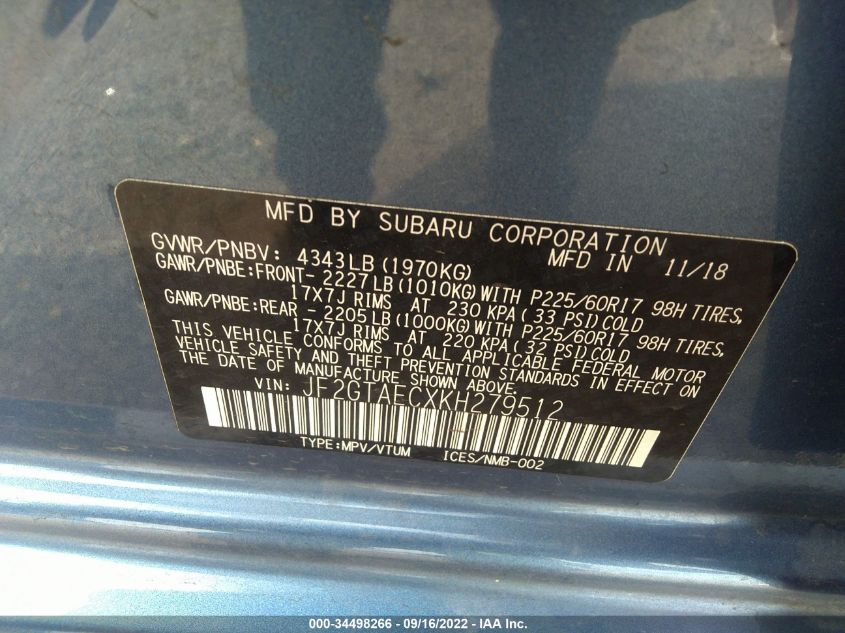 MFD BY SUBARU CORPORATION
GVWR/PNBV: 4343LB (1970KG) MFD IN 11/18
GAWR/PNBE:FRONT- 2227LB (1010KG) WITH P225/60R17 98H TIRES,
17X7J RIMS AT 230 KPA (33 PSI) COLD
GAWR/PNBE:REAR - 2205LB (1000KG) WITH P225/60R17 98H TIRES,
17X7J RIMS AT 220 KPA (32 PSI) COLD
THIS VEHICLE CONFORMS TO ALL APPLICABLE FEDERAL MOTOR
VEHICLE SAFETY AND THEFT PREVENTION STANDARDS IN EFFECT ON
THE DATE OF MANUFACTURE SHOWN ABOVE.
VIN: JF2GTAECXKH279512
TYPE:MPV/VTUM ICES/NMB-002
000-34498266 - 09/16/2022 - IAA Inc.